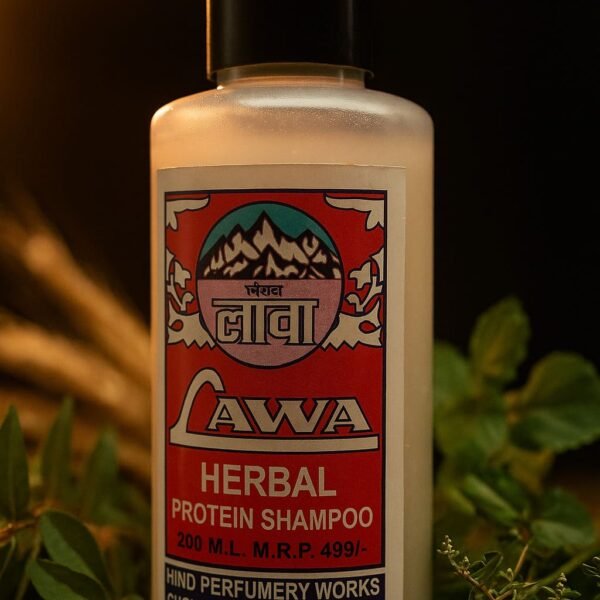 लावा
LAWA
HERBAL
PROTEIN SHAMPOO
200 M.L. M.R.P. 499/-
HIND PERFUMERY WORKS